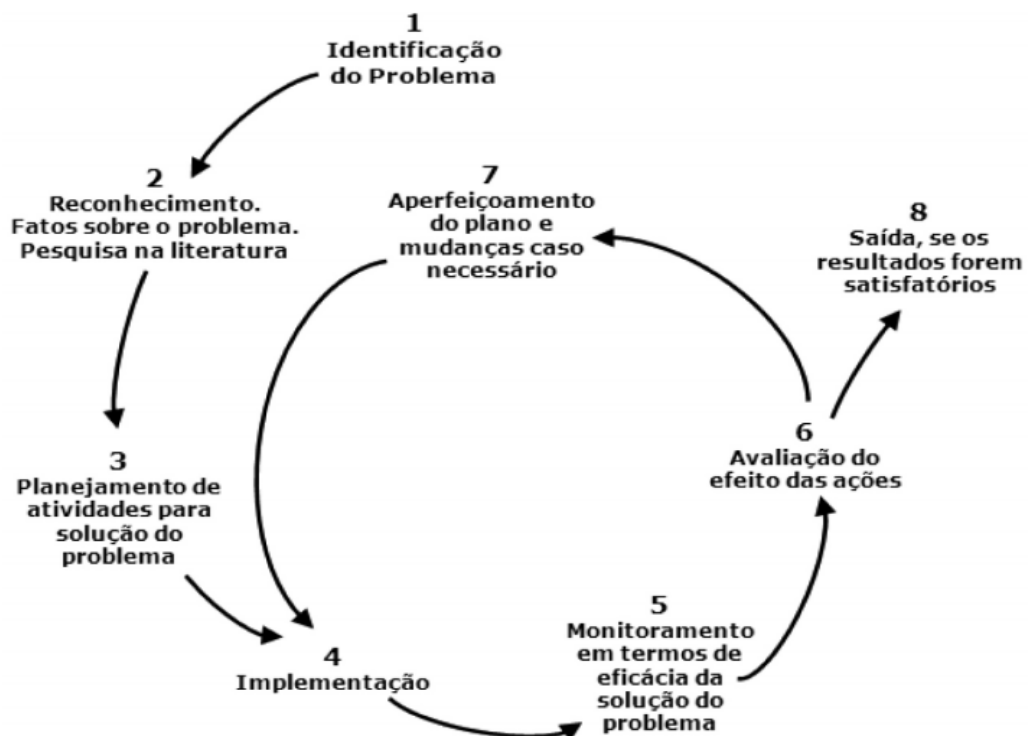 1
Identificação
do Problema
2
Reconhecimento.
Fatos sobre o problema.
Pesquisa na literatura
3
Planejamento de
atividades para
solução do
problema
4
Implementação
5
Monitoramento
em termos de
eficácia da
solução do
problema
6
Avaliação do
efeito das ações
7
Aperfeiçoamento
do plano e
mudanças caso
necessário
8
Saída, se os
resultados forem
satisfatórios